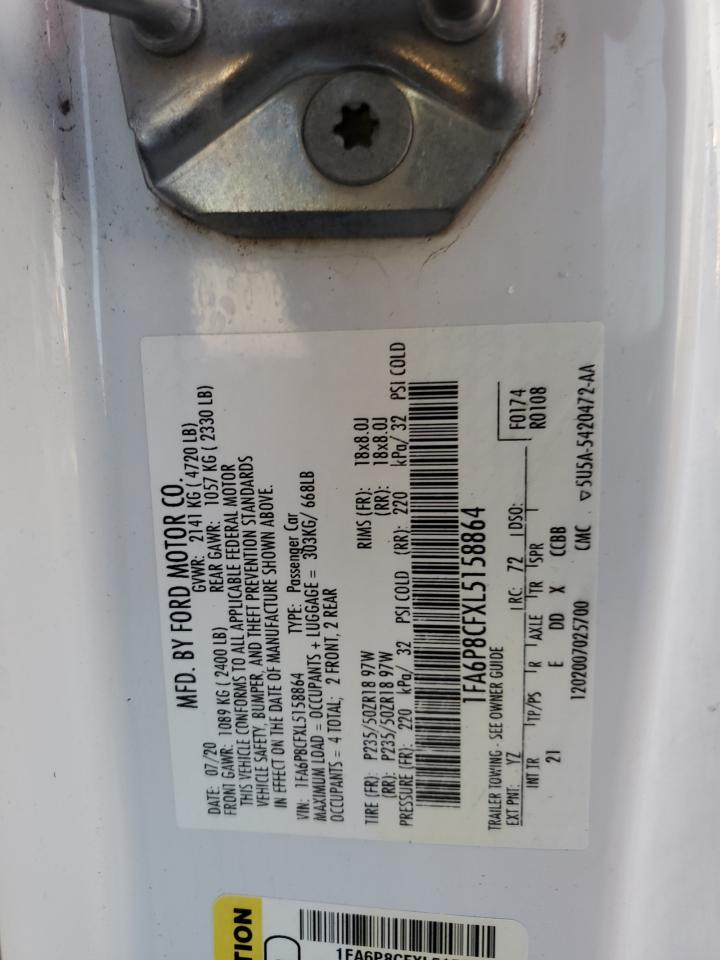 MFD. BY FORD MOTOR CO.
DATE: 07/20 GVWR: 2141 KG ( 4720 LB)
FRONT GAWR: 1089 KG ( 2400 LB) REAR GAWR: 1057 KG ( 2330 LB)
THIS VEHICLE CONFORMS TO ALL APPLICABLE FEDERAL MOTOR
VEHICLE SAFETY, BUMPER, AND THEFT PREVENTION STANDARDS
IN EFFECT ON THE DATE OF MANUFACTURE SHOWN ABOVE.
VIN: 1FA6P8CFXL5158864 TYPE: Passenger Car
MAXIMUM LOAD = OCCUPANTS + LUGGAGE = 303KG/ 668LB
OCCUPANTS = 4 TOTAL; 2 FRONT, 2 REAR
TIRE (FR): P235/50ZR18 97W RIMS (FR): 18x8.0J
(RR): P235/50ZR18 97W (RR): 18x8.0J
PRESSURE (FR): 220 kPa/ 32 PSI COLD (RR): 220 kPa/ 32 PSI COLD
1FA6P8CFXL5158864
TRAILER TOWING - SEE OWNER GUIDE
EXT PNT: YZ RC: 72 DSO: F0174
INT TR TP/PS R AXLE TR SPR R0108
21 E DD X CCBB
1202007025700 CMC ▽5U5A-5420472-AA
TION